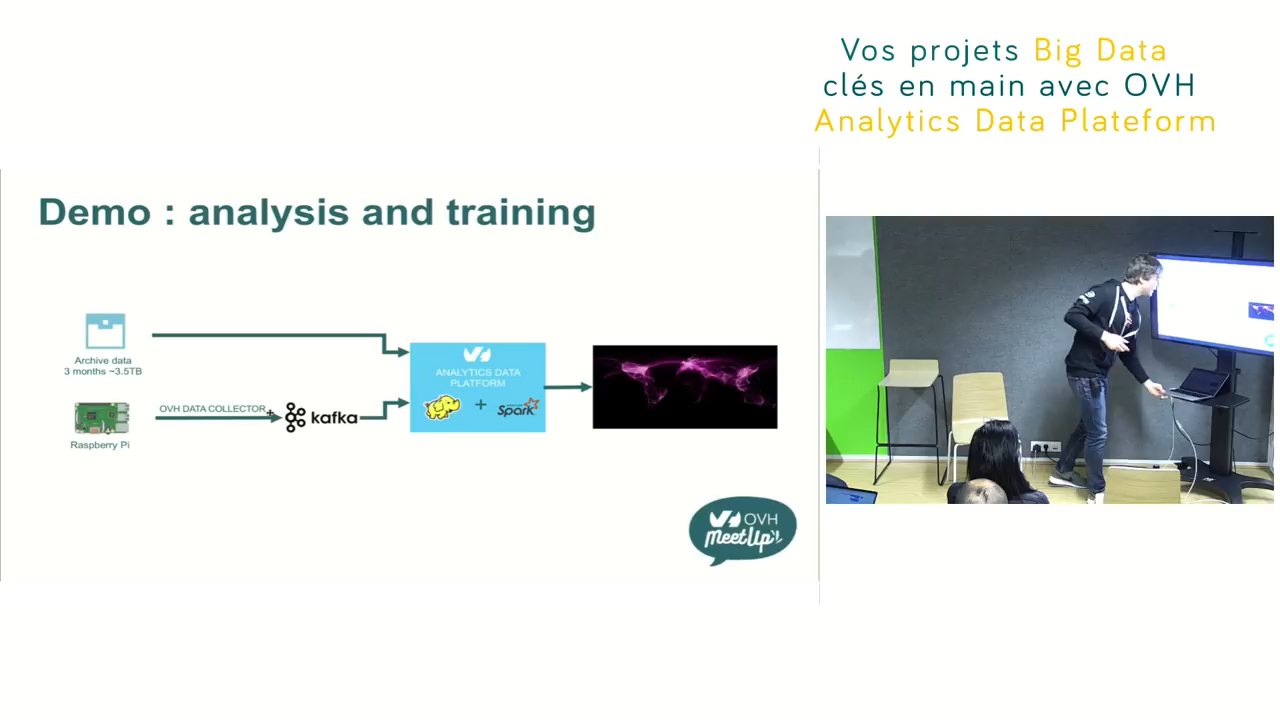 Vos projets Big Data
clés en main avec OVH
Analytics Data Plateform
Demo : analysis and training
Archive data
3 months ~3.5TB
OVH DATA COLLECTOR
Raspberry Pi
kafka
ANALYTICS DATA
PLATFORM
+
Spark
OVH
MeetUp